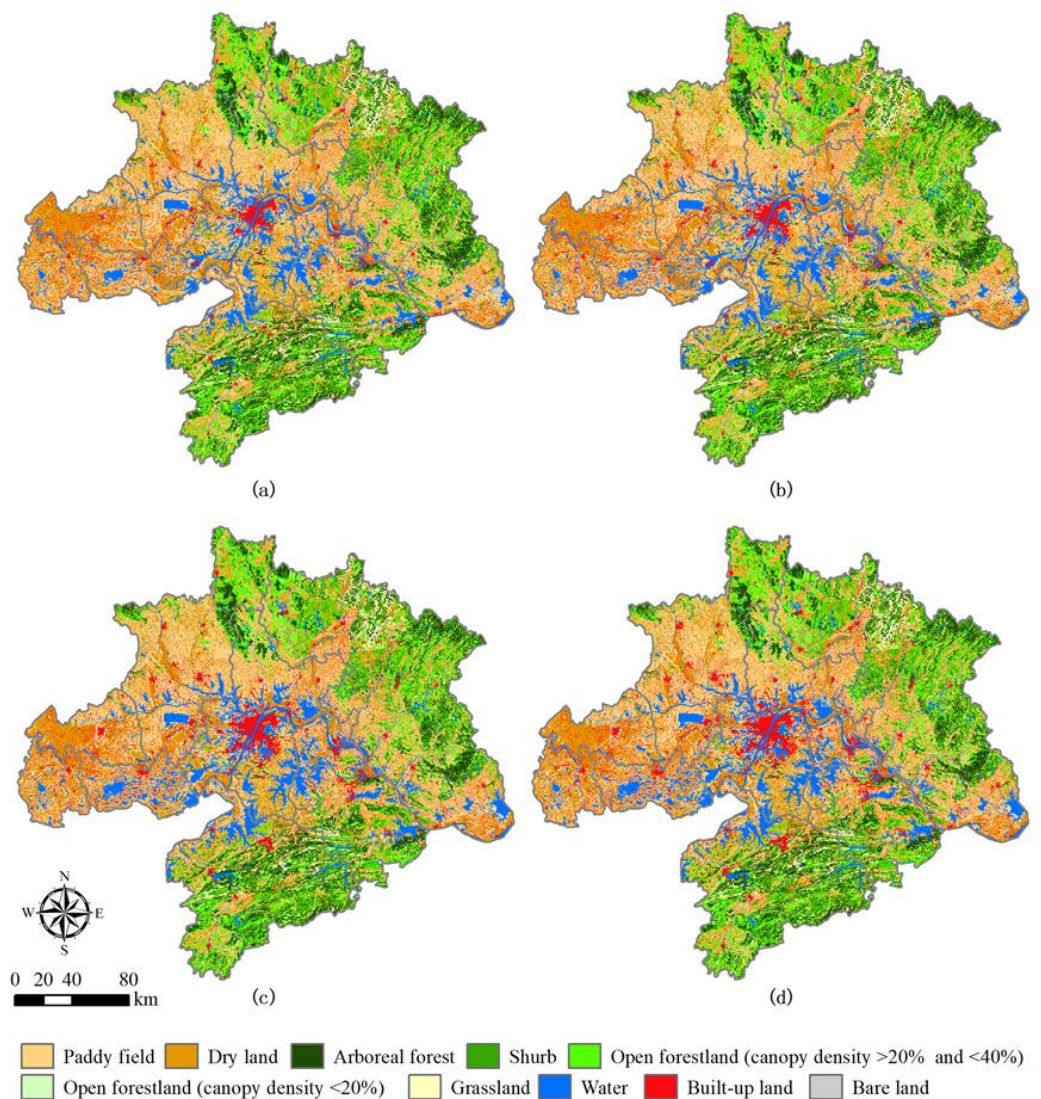 (a)
(b)
N
W E
S
0 20 40 80
km
(c)
(d)
Paddy field Dry land Arboreal forest Shurb Open forestland (canopy density >20% and <40%)
Open forestland (canopy density <20%) Grassland Water Built-up land Bare land